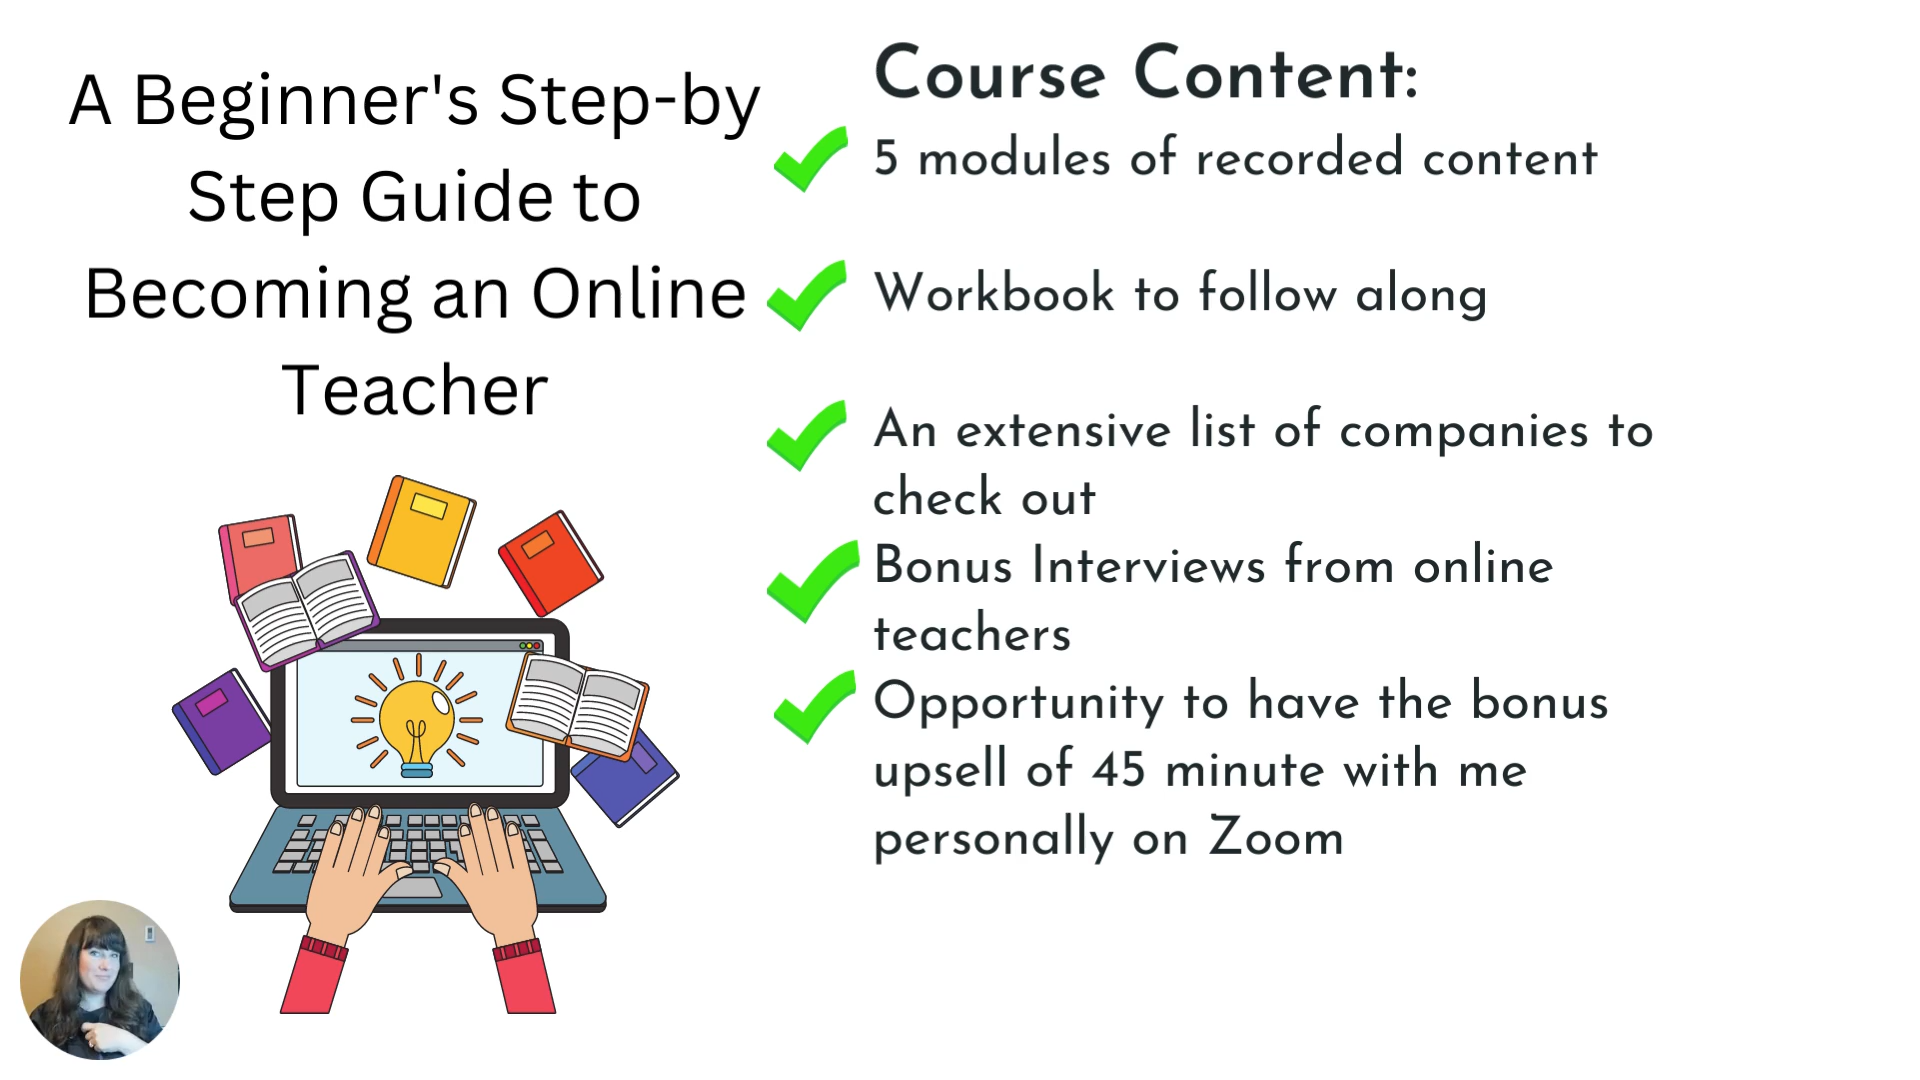 A Beginner's Step-by
Step Guide to
Becoming an Online
Teacher
Course Content:
5 modules of recorded content
Workbook to follow along
An extensive list of companies to
check out
Bonus Interviews from online
teachers
Opportunity to have the bonus
upsell of 45 minute with me
personally on Zoom